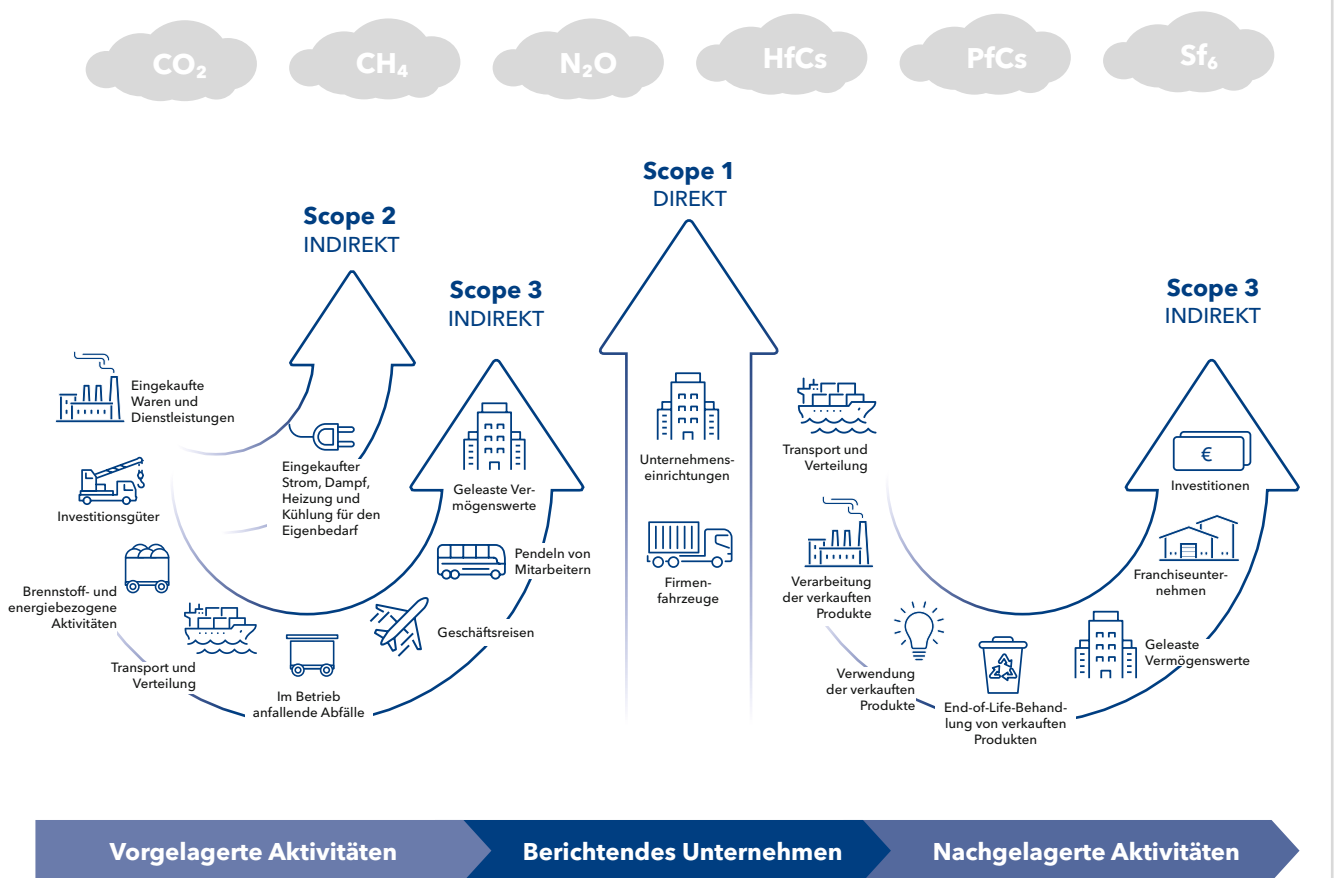 CO₂
CH₄
N₂O
HfCs
PfCs
Sf₆
Scope 1
DIREKT
Scope 2
INDIREKT
Scope 3
INDIREKT
Scope 3
INDIREKT
Eingekaufte
Waren und
Dienstleistungen
Investitionsgüter
Brennstoff- und
energiebezogene
Aktivitäten
Transport und
Verteilung
Im Betrieb
anfallende Abfälle
Geschäftsreisen
Pendeln von
Mitarbeitern
Geleaste Ver-
mögenswerte
Eingekaufter
Strom, Dampf,
Heizung und
Kühlung für den
Eigenbedarf
Unternehmens-
einrichtungen
Firmen-
fahrzeuge
Transport und
Verteilung
Verarbeitung
der verkauften
Produkte
Verwendung
der verkauften
Produkte
End-of-Life-Behand-
lung von verkauften
Produkten
Geleaste
Vermögenswerte
Franchiseunter-
nehmen
€
Investitionen
Vorgelagerte Aktivitäten
Berichtendes Unternehmen
Nachgelagerte Aktivitäten